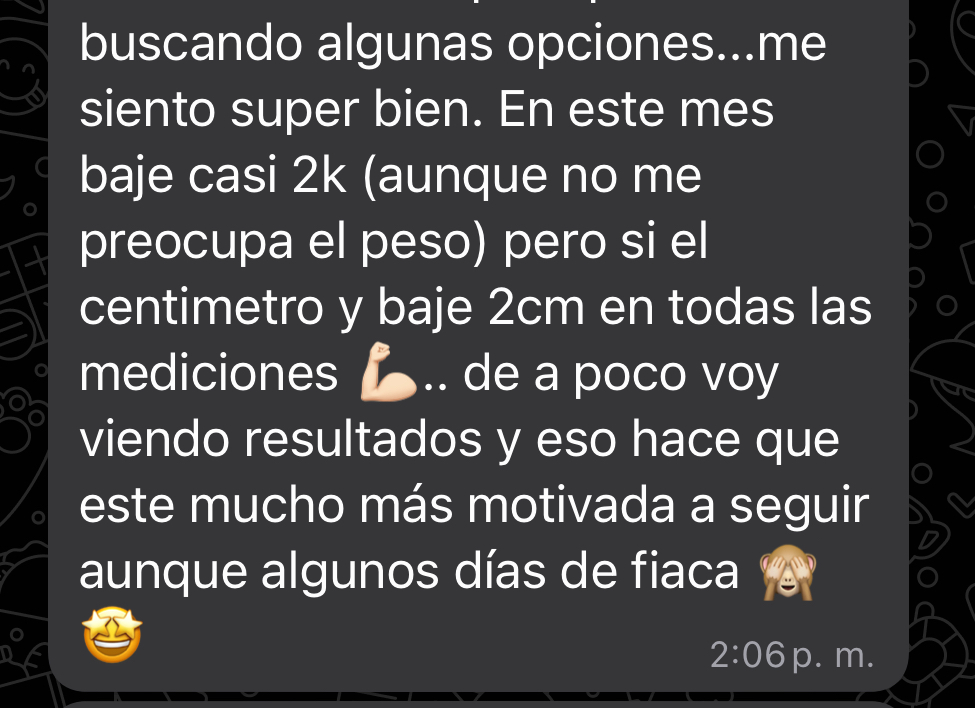 buscando algunas opciones...me
siento super bien. En este mes
baje casi 2k (aunque no me
preocupa el peso) pero si el
centimetro y baje 2cm en todas las
mediciones 💪🏻.. de a poco voy
viendo resultados y eso hace que
este mucho más motivada a seguir
aunque algunos días de fiaca 🙈
🤩
2:06 p. m.